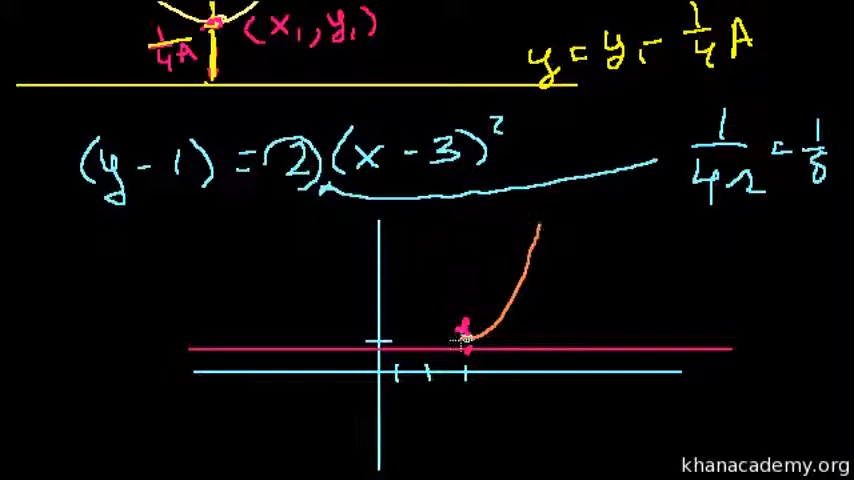 (x₁, y₁)
1/4A
y = y₁ - 1/4 A
(y - 1) = 2(x - 3)²
1/4·2 = 1/8
khanacademy.org